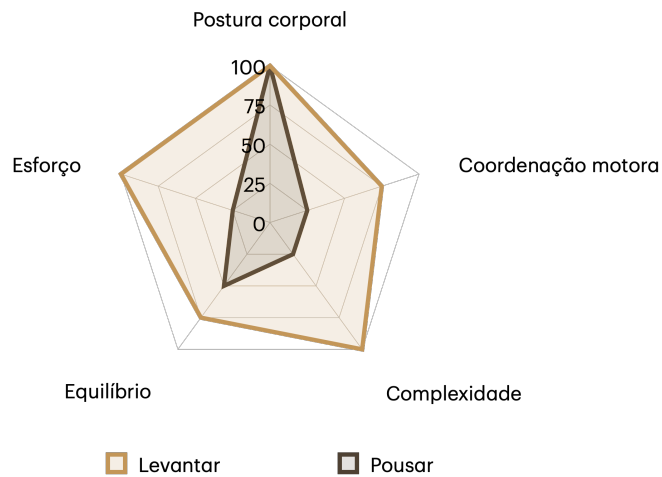 Postura corporal
100
75
50
25
0
Esforço
Coordenação motora
Equilíbrio
Complexidade
Levantar
Pousar